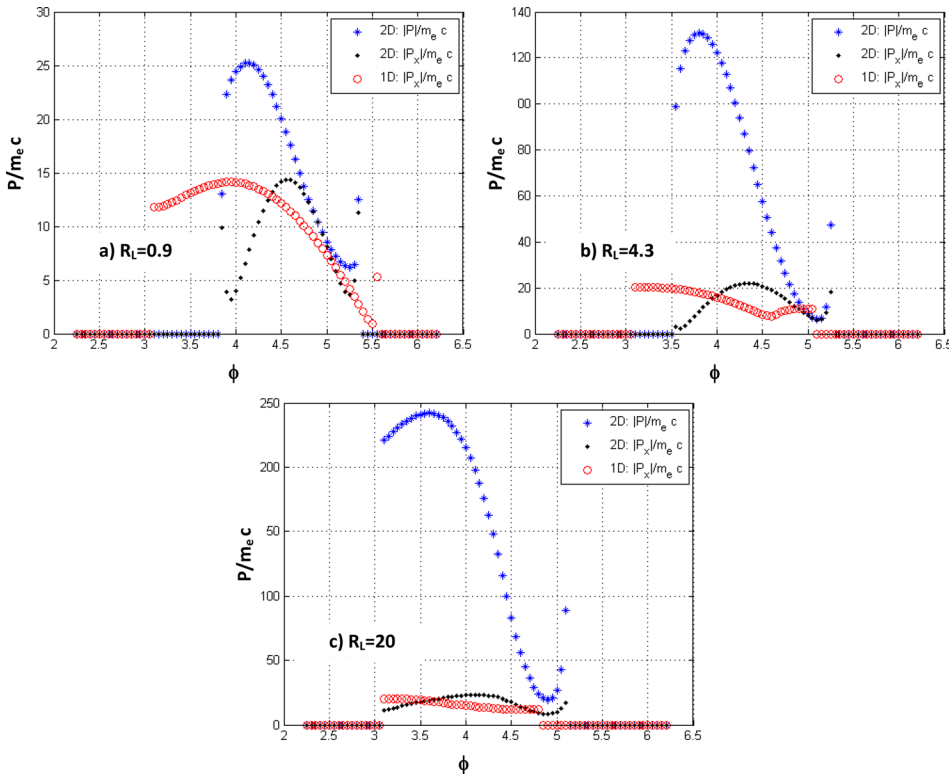 30
25
20
15
10
5
0
P/mₑ c
2D: |P|/mₑ c
2D: |Pₓ|/mₑ c
1D: |Pₓ|/mₑ c
a) R_L=0.9
2 2.5 3 3.5 4 4.5 5 5.5 6 6.5
ϕ
140
120
100
80
60
40
20
0
P/mₑ c
2D: |P|/mₑ c
2D: |Pₓ|/mₑ c
1D: |Pₓ|/mₑ c
b) R_L=4.3
2 2.5 3 3.5 4 4.5 5 5.5 6 6.5
ϕ
250
200
50
100
50
0
P/mₑ c
2D: |P|/mₑ c
2D: |Pₓ|/mₑ c
1D: |Pₓ|/mₑ c
c) R_L=20
2 2.5 3 3.5 4 4.5 5 5.5 6 6.5
ϕ